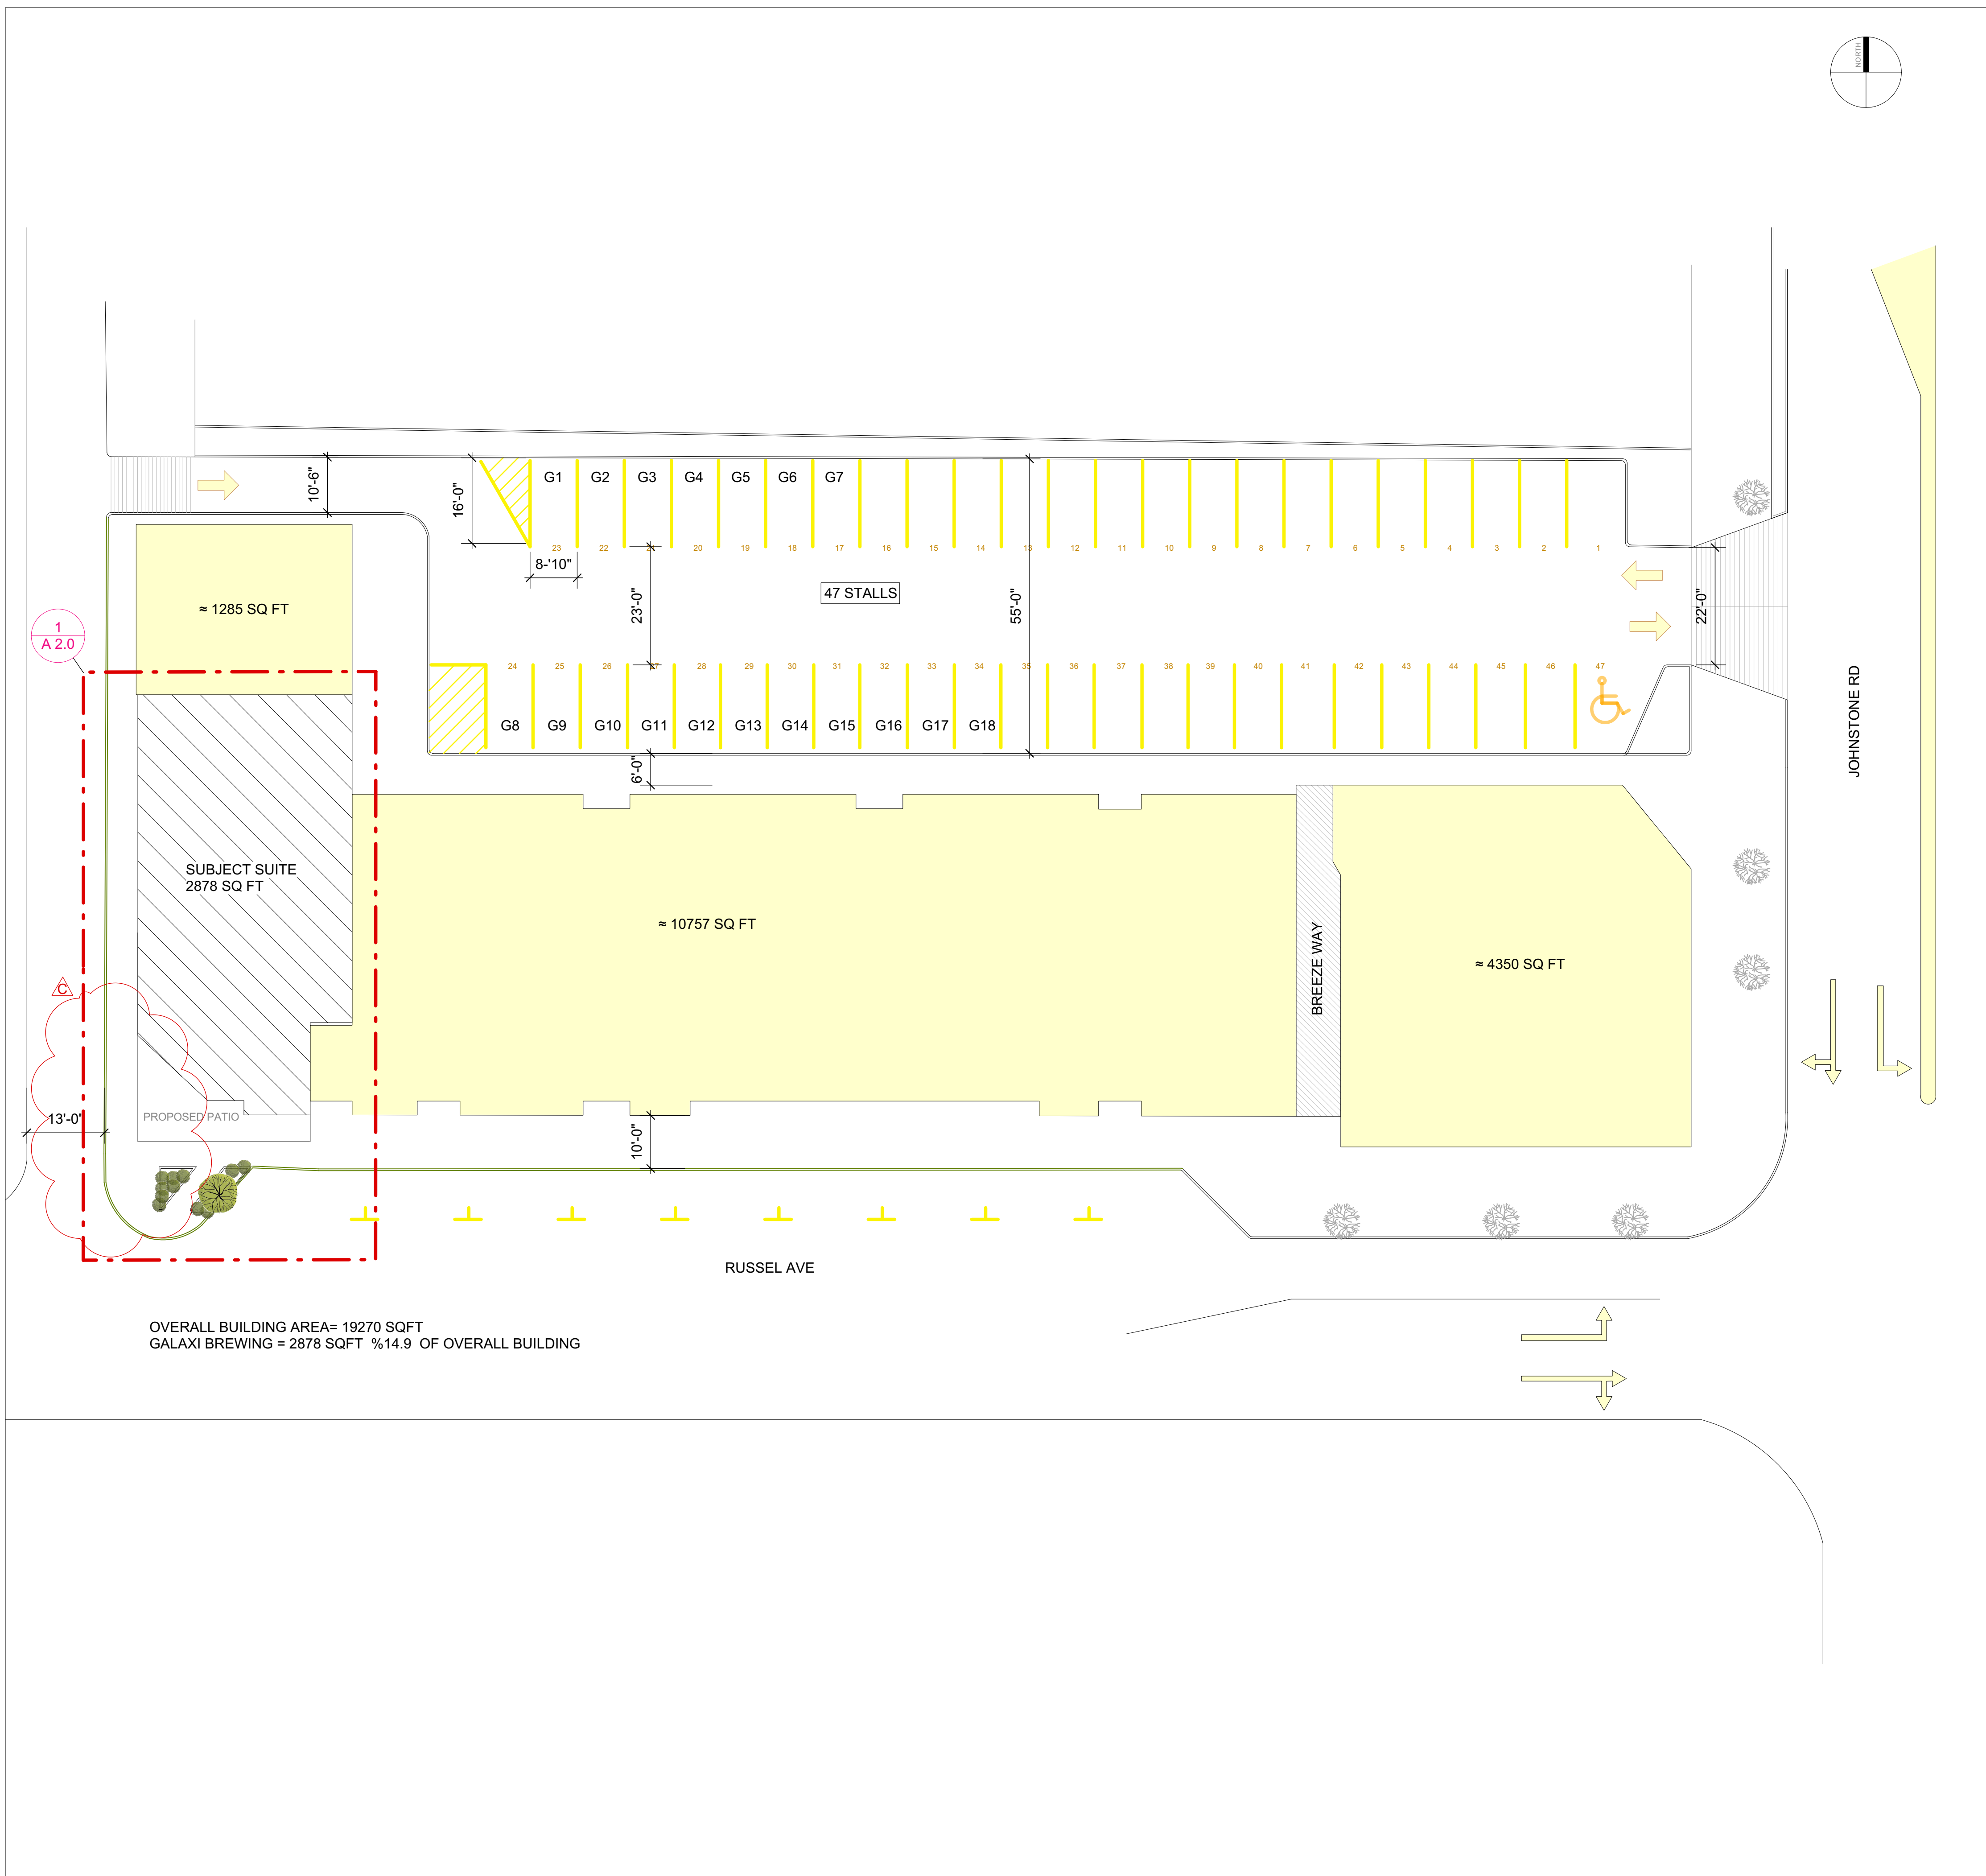 NORTH
10'-6"
16'-0"
G1 G2 G3 G4 G5 G6 G7
23 22 21 20 19 18 17 16 15 14 13 12 11 10 9 8 7 6 5 4 3 2 1
8-'10"
23'-0"
47 STALLS
55'-0"
22'-0"
≈ 1285 SQ FT
1
A 2.0
24 25 26 27 28 29 30 31 32 33 34 35 36 37 38 39 40 41 42 43 44 45 46 47
G8 G9 G10 G11 G12 G13 G14 G15 G16 G17 G18
JOHNSTONE RD
6'-0"
SUBJECT SUITE
2878 SQ FT
≈ 10757 SQ FT
BREEZE WAY
≈ 4350 SQ FT
C
13'-0"
PROPOSED PATIO
10'-0"
RUSSEL AVE
OVERALL BUILDING AREA= 19270 SQFT
GALAXI BREWING = 2878 SQFT %14.9 OF OVERALL BUILDING